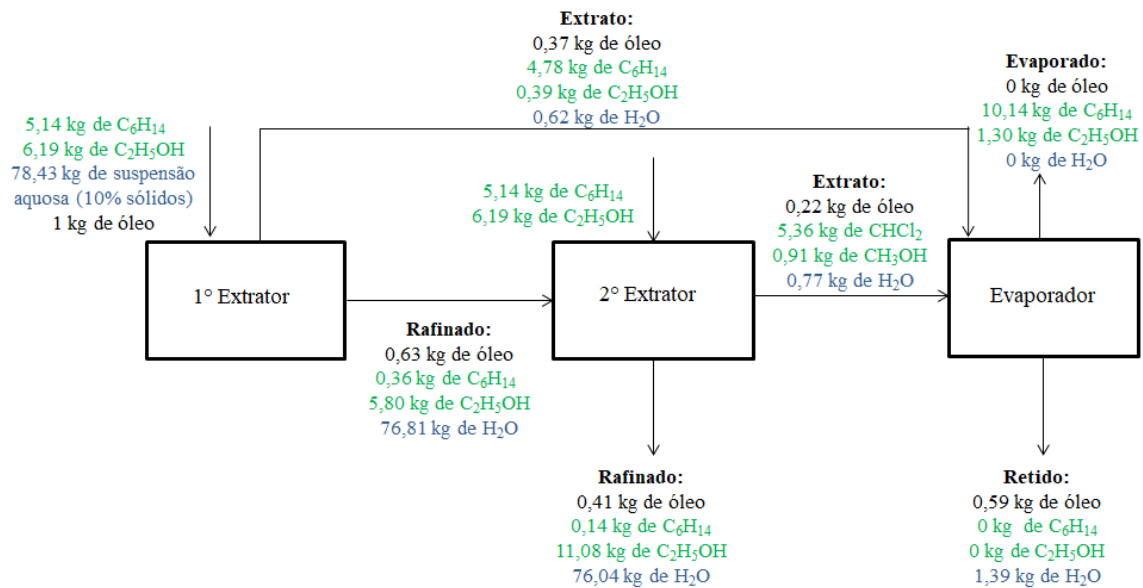 Extrato:
0,37 kg de óleo
4,78 kg de C₆H₁₄
0,39 kg de C₂H₅OH
0,62 kg de H₂O
Evaporado:
0 kg de óleo
10,14 kg de C₆H₁₄
1,30 kg de C₂H₅OH
0 kg de H₂O
5,14 kg de C₆H₁₄
6,19 kg de C₂H₅OH
78,43 kg de suspensão
aquosa (10% sólidos)
1 kg de óleo
5,14 kg de C₆H₁₄
6,19 kg de C₂H₅OH
Extrato:
0,22 kg de óleo
5,36 kg de CHCl₂
0,91 kg de CH₃OH
0,77 kg de H₂O
1° Extrator
2° Extrator
Evaporador
Rafinado:
0,63 kg de óleo
0,36 kg de C₆H₁₄
5,80 kg de C₂H₅OH
76,81 kg de H₂O
Rafinado:
0,41 kg de óleo
0,14 kg de C₆H₁₄
11,08 kg de C₂H₅OH
76,04 kg de H₂O
Retido:
0,59 kg de óleo
0 kg de C₆H₁₄
0 kg de C₂H₅OH
1,39 kg de H₂O